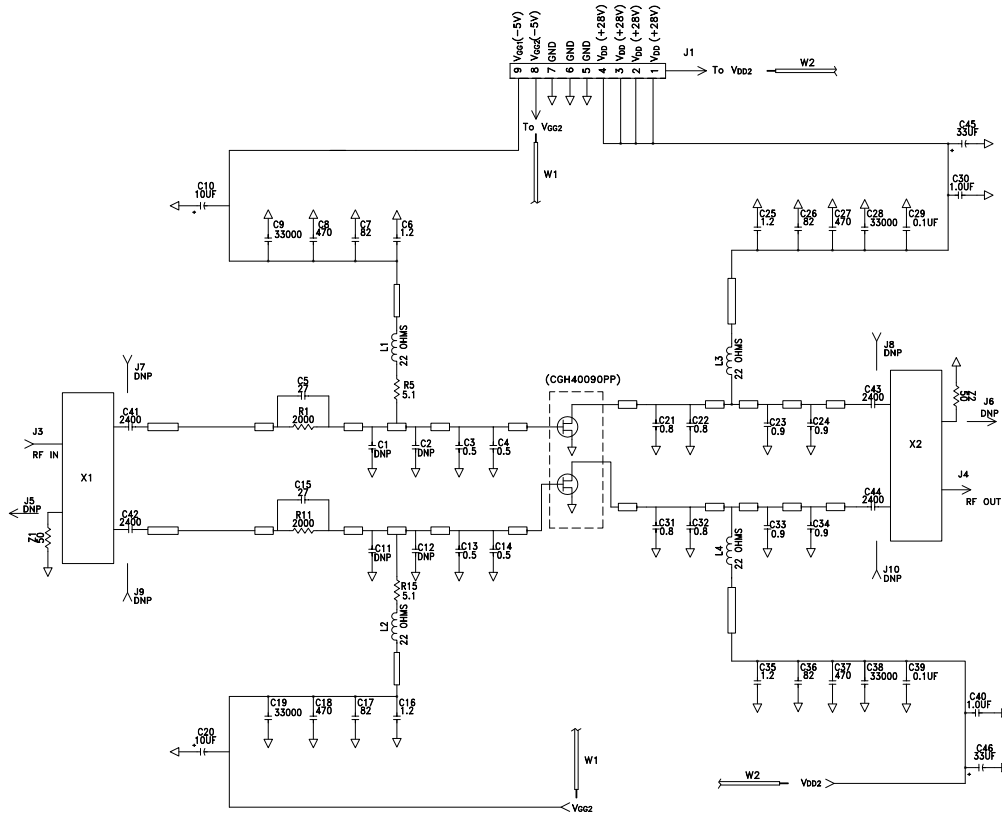 VGG1(-5V)
VGG2(-5V)
GND
GND
GND
VDD (+28V)
VDD (+28V)
VDD (+28V)
VDD (+28V)
9 8 7 6 5 4 3 2 1
J1
To VDD2
W2
To VGG2
W1
C45
33UF
C10
10UF
C30
1.0UF
C9
33000
C8
470
C7
82
C6
1.2
C25
1.2
C26
82
C27
470
C28
33000
C29
0.1UF
L1
22 OHMS
L3
22 OHMS
J7
DNP
J8
DNP
C5
27
R1
2000
R5
5.1
(CGH40090PP)
C41
2400
C43
2400
J6
DNP
Z2
50
J3
RF IN
X1
C1
DNP
C2
DNP
C3
0.5
C4
0.5
C21
0.8
C22
0.8
C23
0.9
C24
0.9
X2
J4
RF OUT
J5
DNP
Z1
50
C42
2400
C15
27
R11
2000
C44
2400
C11
DNP
C12
DNP
C13
0.5
C14
0.5
C31
0.8
C32
0.8
C33
0.9
C34
0.9
J9
DNP
J10
DNP
R15
5.1
L2
22 OHMS
L4
22 OHMS
C19
33000
C18
470
C17
82
C16
1.2
C35
1.2
C36
82
C37
470
C38
33000
C39
0.1UF
C20
10UF
C40
1.0UF
C46
33UF
W1
VGG2
W2
VDD2